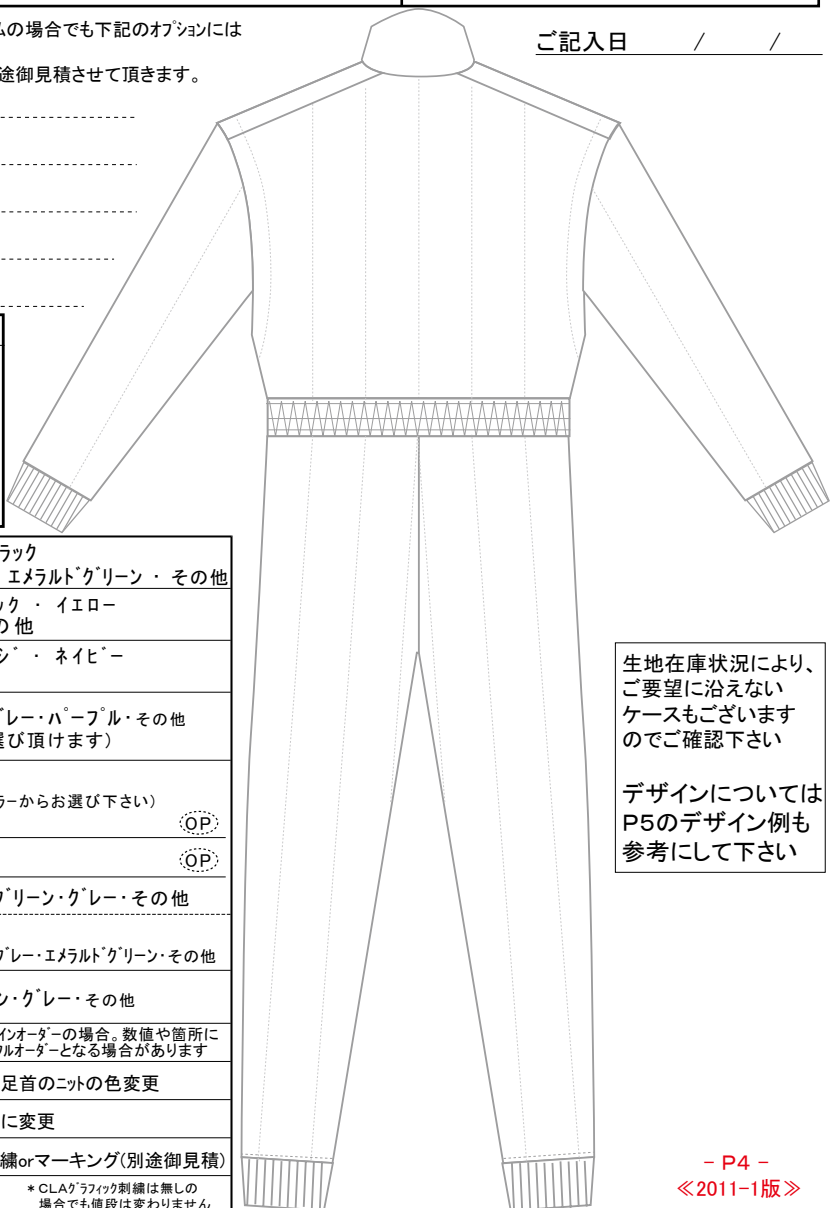 ムの場合でも下記のオプションには
途御見積させて頂きます。
ご記入日 / /
ラック
エメラルドグリーン ・ その他
ック ・ イエロー
の他
ジ ・ ネイビー
グレー・パープル・その他
選び頂けます)
ラーからお選び下さい)
OP
OP
グリーン・グレー・その他
グレー・エメラルドグリーン・その他
ン・グレー・その他
インオーダーの場合。数値や箇所に
フルオーダーとなる場合があります
足首のニットの色変更
に変更
繍orマーキング(別途御見積)
*CLAグラフィック刺繍は無しの
場合でも値段は変わりません
生地在庫状況により、
ご要望に沿えない
ケースもございます
のでご確認下さい
デザインについては
P5のデザイン例も
参考にして下さい
- P4 -
≪2011-1版≫